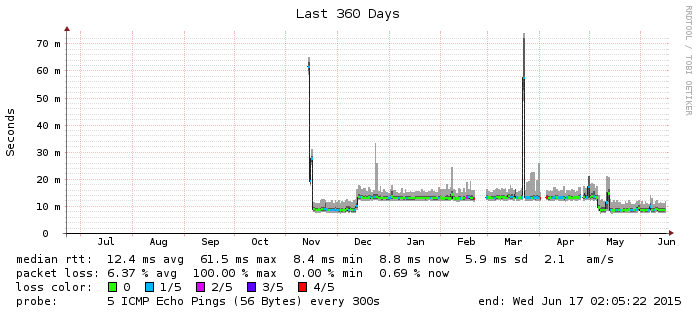 Last 360 Days
RRDTOOL / TOBI OETIKER
Seconds
70 m
60 m
50 m
40 m
30 m
20 m
10 m
0
Jul Aug Sep Oct Nov Dec Jan Feb Mar Apr May Jun
median rtt: 12.4 ms avg 61.5 ms max 8.4 ms min 8.8 ms now 5.9 ms sd 2.1 am/s
packet loss: 6.37 % avg 100.00 % max 0.00 % min 0.69 % now
loss color: 0 1/5 2/5 3/5 4/5
probe: 5 ICMP Echo Pings (56 Bytes) every 300s end: Wed Jun 17 02:05:22 2015